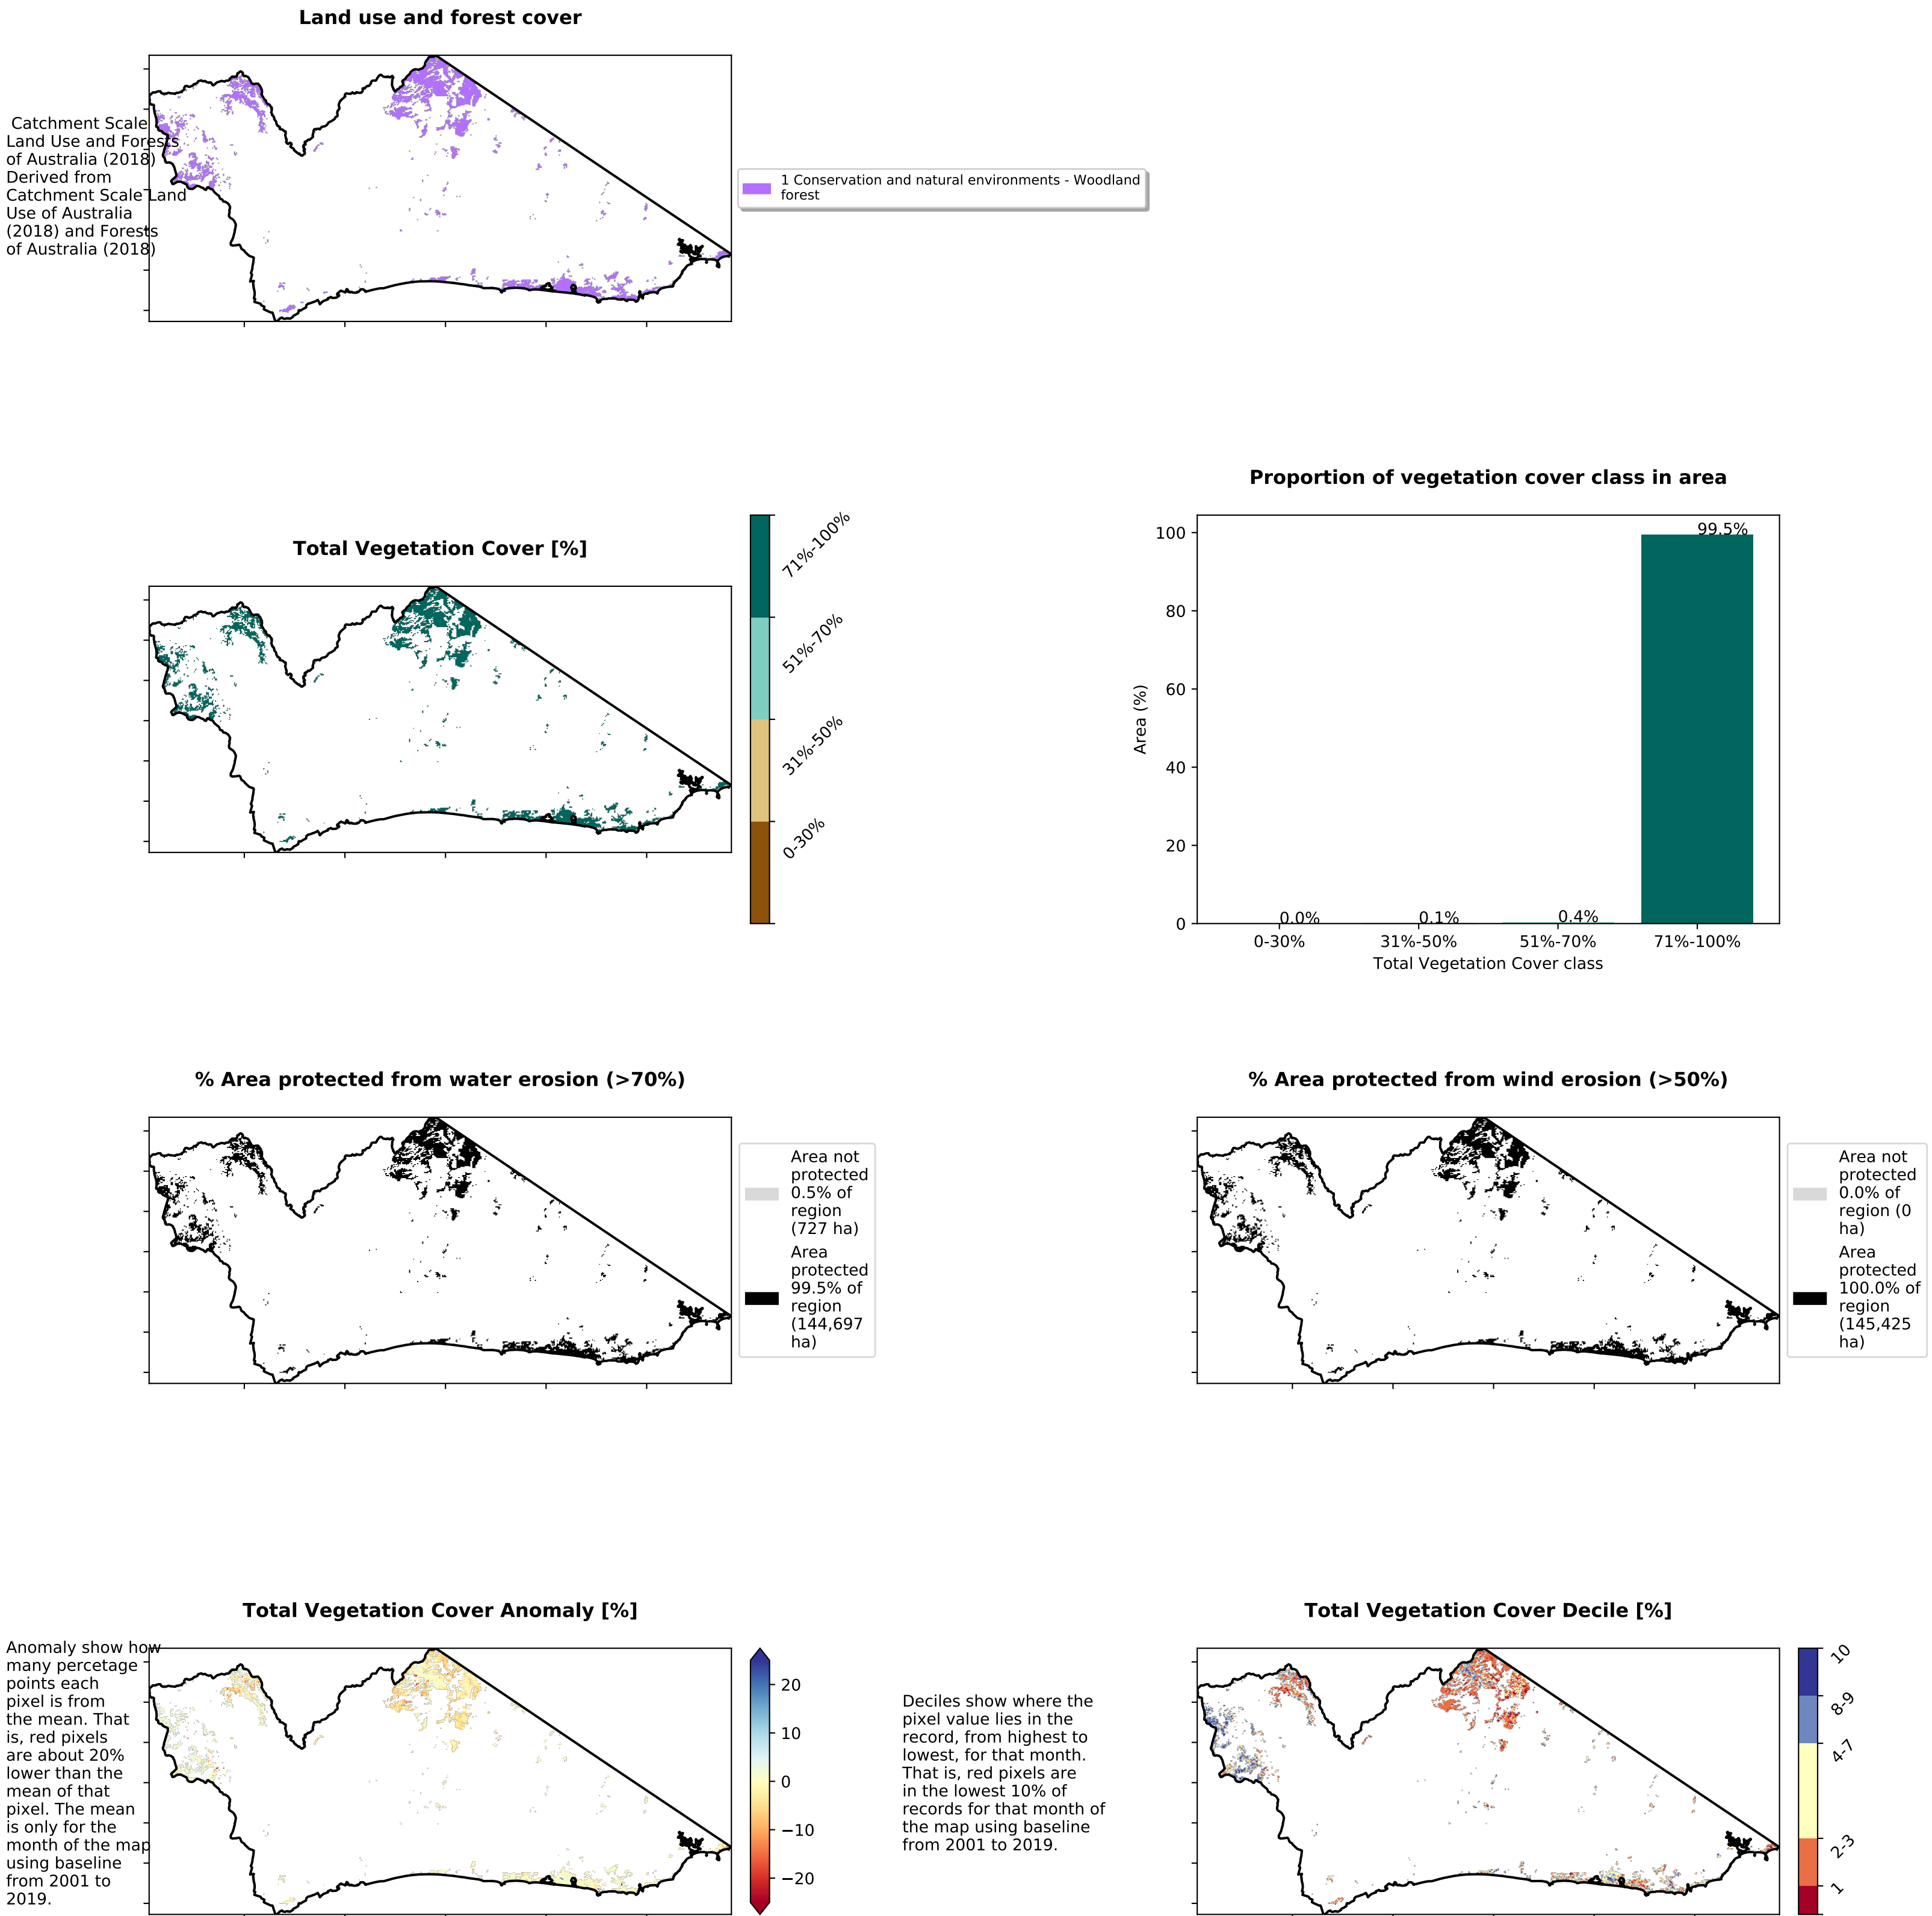 Land use and forest cover
Catchment Scale
Land Use and Forests
of Australia (2018)
Derived from
Catchment Scale Land
Use of Australia
(2018) and Forests
of Australia (2018)
1 Conservation and natural environments - Woodland
forest
Total Vegetation Cover [%]
71%-100%
51%-70%
31%-50%
0-30%
Proportion of vegetation cover class in area
100
80
60
40
20
0
Area (%)
0.0%
0.1%
0.4%
99.5%
0-30%
31%-50%
51%-70%
71%-100%
Total Vegetation Cover class
% Area protected from water erosion (>70%)
Area not
protected
0.5% of
region
(727 ha)
Area
protected
99.5% of
region
(144,697
ha)
% Area protected from wind erosion (>50%)
Area not
protected
0.0% of
region (0
ha)
Area
protected
100.0% of
region
(145,425
ha)
Total Vegetation Cover Anomaly [%]
Anomaly show how
many percetage
points each
pixel is from
the mean. That
is, red pixels
are about 20%
lower than the
mean of that
pixel. The mean
is only for the
month of the map
using baseline
from 2001 to
2019.
20
10
0
−10
−20
Total Vegetation Cover Decile [%]
Deciles show where the
pixel value lies in the
record, from highest to
lowest, for that month.
That is, red pixels are
in the lowest 10% of
records for that month of
the map using baseline
from 2001 to 2019.
10
8-9
4-7
2-3
1